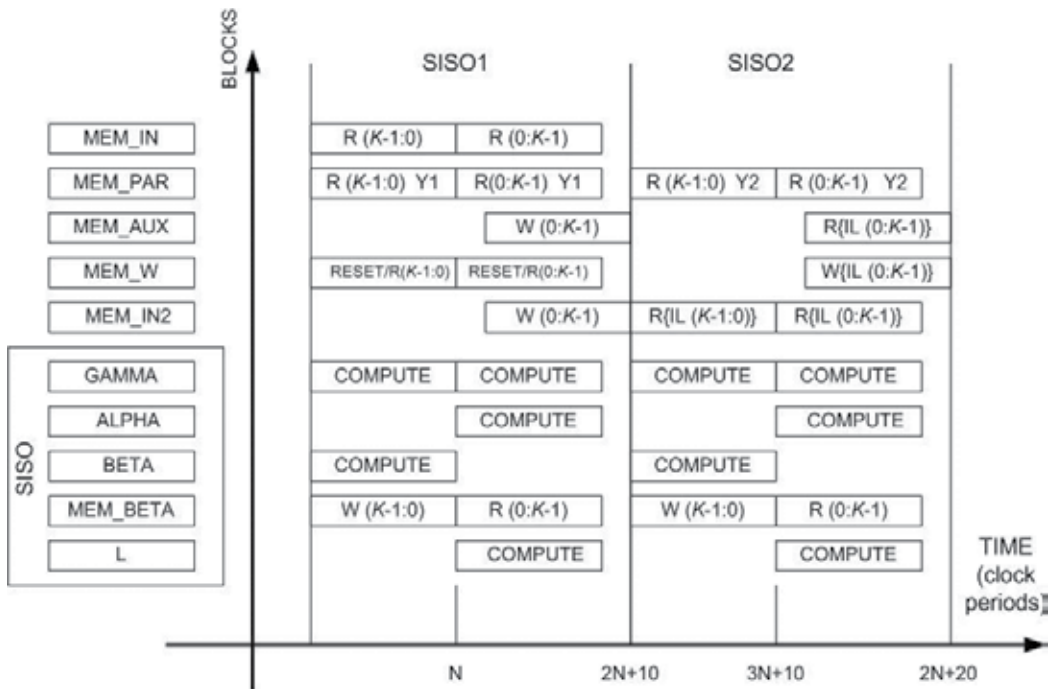 BLOCKS
SISO1 SISO2
MEM_IN R (K-1:0) R (0:K-1)
MEM_PAR R (K-1:0) Y1 R(0:K-1) Y1 R (K-1:0) Y2 R (0:K-1) Y2
MEM_AUX W (0:K-1) R{IL (0:K-1)}
MEM_W RESET/R(K-1:0) RESET/R(0:K-1) W{IL (0:K-1)}
MEM_IN2 W (0:K-1) R{IL (K-1:0)} R{IL (0:K-1)}
SISO
GAMMA COMPUTE COMPUTE COMPUTE COMPUTE
ALPHA COMPUTE COMPUTE
BETA COMPUTE COMPUTE
MEM_BETA W (K-1:0) R (0:K-1) W (K-1:0) R (0:K-1)
L COMPUTE COMPUTE
TIME
(clock
periods)
N 2N+10 3N+10 2N+20